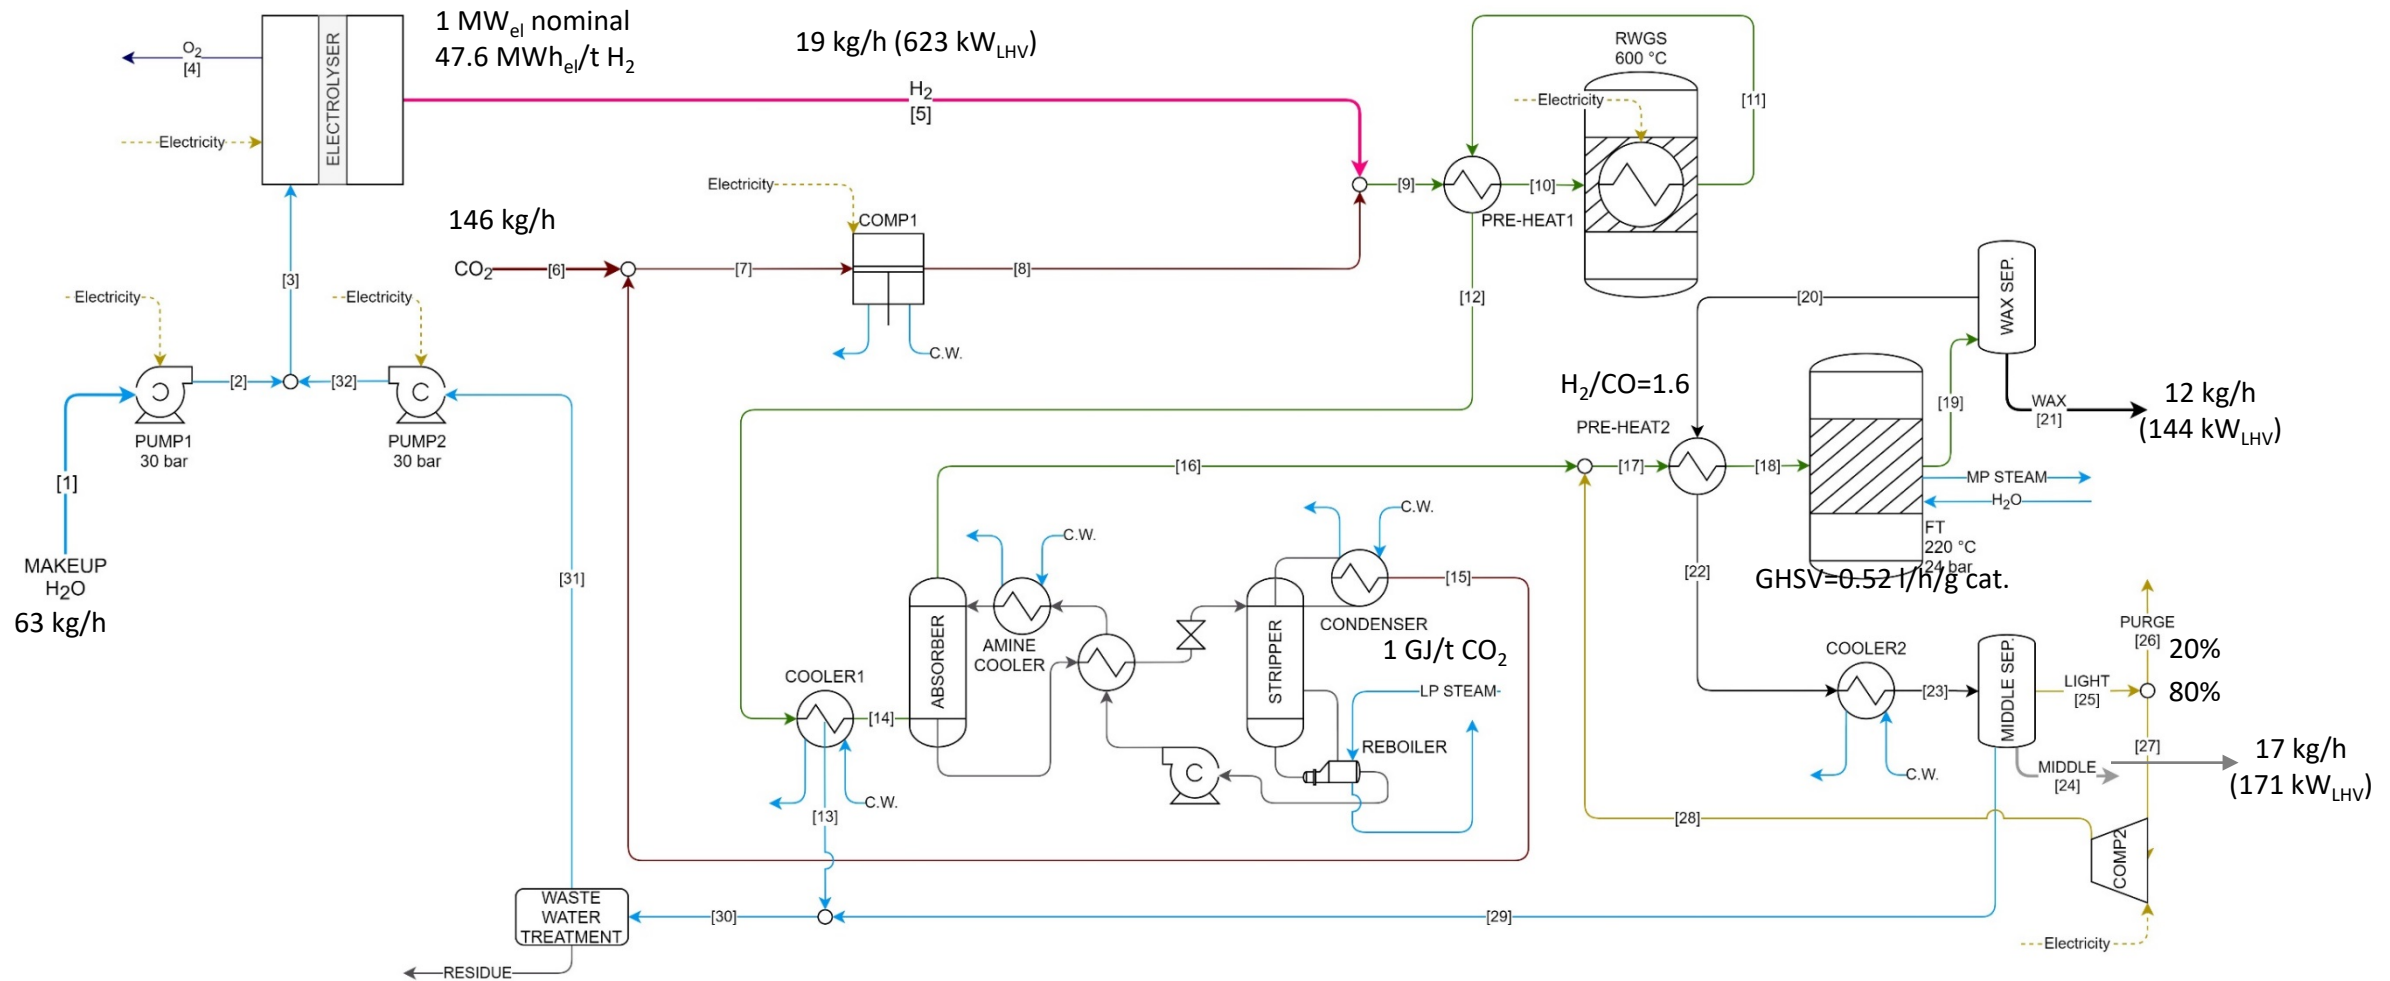 1 MWel nominal
47.6 MWhel/t H2
19 kg/h (623 kWLHV)
O2
[4]
ELECTROLYSER
Electricity
H2
[5]
RWGS
600 °C
Electricity
[11]
[9]
[10]
PRE-HEAT1
Electricity
COMP1
146 kg/h
CO2
[6]
[7]
[8]
C.W.
[3]
[12]
Electricity
Electricity
[2]
[32]
PUMP1
30 bar
PUMP2
30 bar
[1]
MAKEUP
H2O
63 kg/h
[20]
WAX SEP.
H2/CO=1.6
PRE-HEAT2
[19]
WAX
[21]
12 kg/h
(144 kWLHV)
[16]
[17]
[18]
MP STEAM
H2O
FT
220 °C
24 bar
GHSV=0.52 l/h/g cat.
[31]
C.W.
C.W.
[15]
[22]
ABSORBER
AMINE
COOLER
STRIPPER
CONDENSER
1 GJ/t CO2
LP STEAM
REBOILER
COOLER1
[14]
C.W.
[13]
COOLER2
[23]
C.W.
MIDDLE SEP.
LIGHT
[25]
PURGE
[26]
20%
80%
[27]
MIDDLE
[24]
17 kg/h
(171 kWLHV)
[28]
COMP2
Electricity
WASTE
WATER
TREATMENT
[30]
[29]
RESIDUE